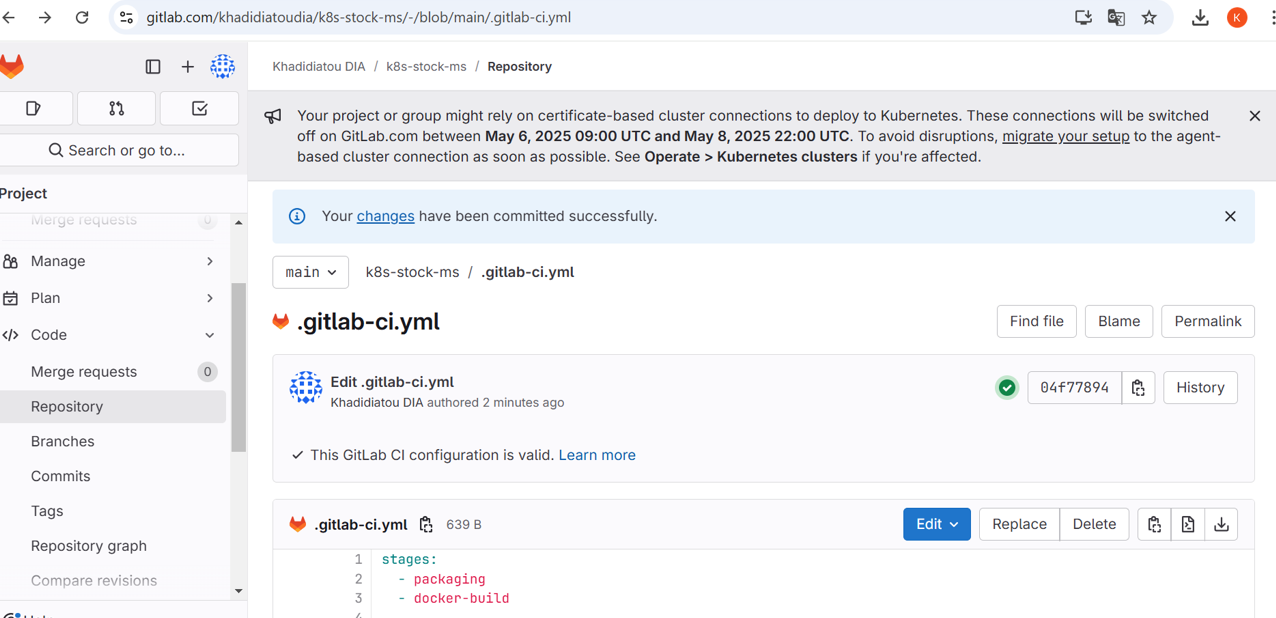 gitlab.com/khadidiatoudia/k8s-stock-ms/-/blob/main/.gitlab-ci.yml
K
Khadidiatou DIA / k8s-stock-ms / Repository
Your project or group might rely on certificate-based cluster connections to deploy to Kubernetes. These connections will be switched
off on GitLab.com between May 6, 2025 09:00 UTC and May 8, 2025 22:00 UTC. To avoid disruptions, migrate your setup to the agent-
based cluster connection as soon as possible. See Operate > Kubernetes clusters if you're affected.
Search or go to...
Project
Merge requests 0
Manage
Plan
Code
Merge requests 0
Repository
Branches
Commits
Tags
Repository graph
Compare revisions
Your changes have been committed successfully.
main
k8s-stock-ms / .gitlab-ci.yml
.gitlab-ci.yml
Find file
Blame
Permalink
Edit .gitlab-ci.yml
Khadidiatou DIA authored 2 minutes ago
04f77894
History
This GitLab CI configuration is valid. Learn more
.gitlab-ci.yml 639 B
Edit
Replace
Delete
1 stages:
2 - packaging
3 - docker-build